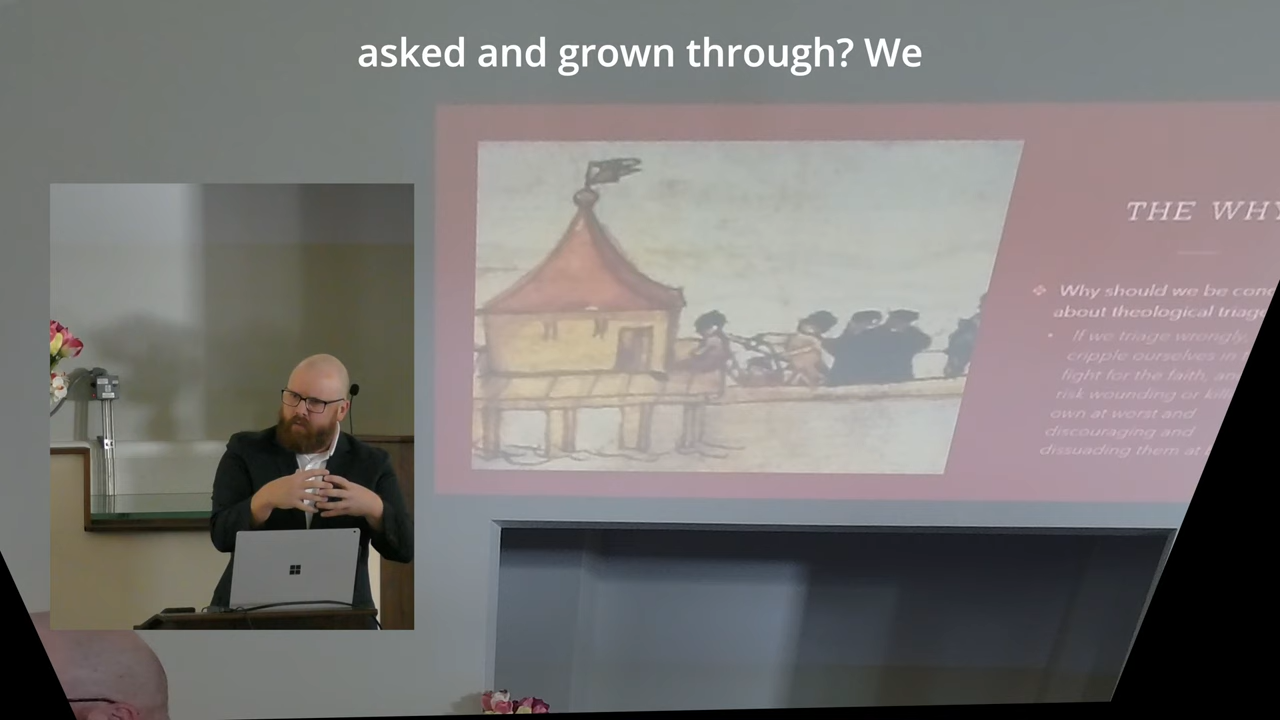 asked and grown through? We
THE WHY
Why should we be conc
about theological triage
If we triage wrongly,
cripple ourselves in
fight for the faith, an
risk wounding or kill
own at worst and
discouraging and
dissuading them at